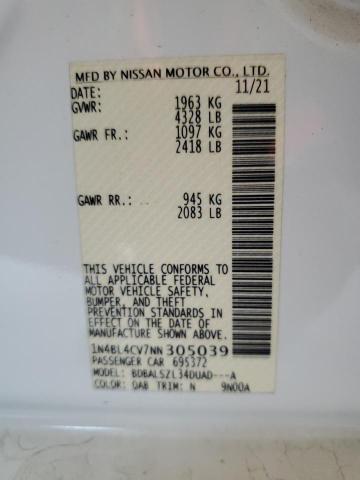 MFD BY NISSAN MOTOR CO., LTD.
DATE: 11/21
GVWR: 1963 KG
4328 LB
GAWR FR.: 1097 KG
2418 LB
GAWR RR.: .. 945 KG
2083 LB
THIS VEHICLE CONFORMS TO
ALL APPLICABLE FEDERAL
MOTOR VEHICLE SAFETY,
BUMPER, AND THEFT
PREVENTION STANDARDS IN
EFFECT ON THE DATE OF
MANUFACTURE SHOWN ABOVE.
1N4BL4CV7NN305039
PASSENGER CAR 695372
MODEL: BDBALSZL34DUAD---A
COLOR: QAB TRIM: N 9N00A